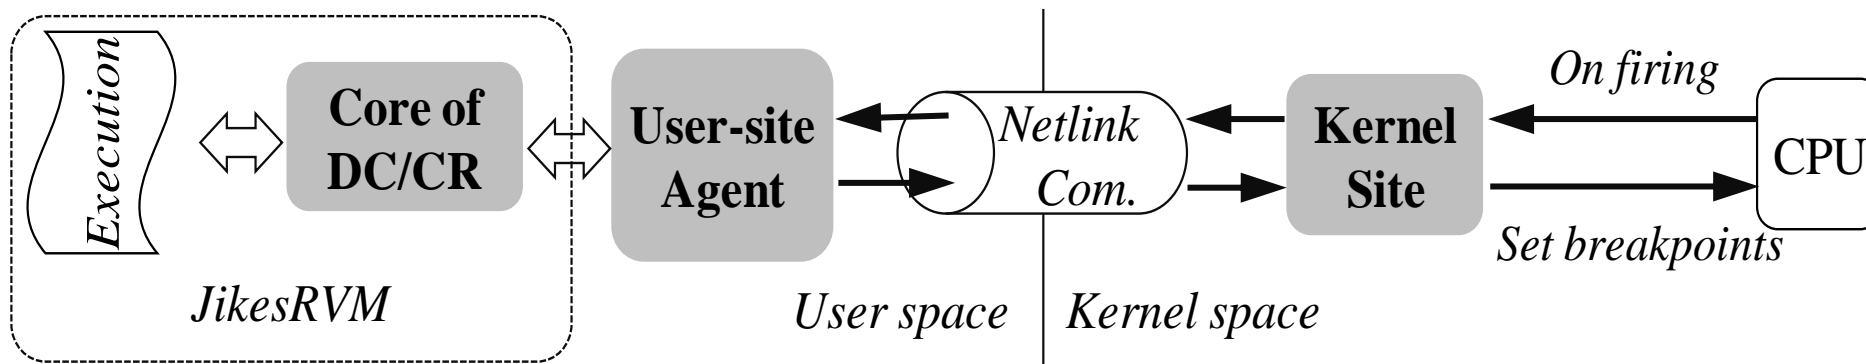 Execution
Core of
DC/CR
JikesRVM
User-site
Agent
Netlink
Com.
User space
Kernel space
Kernel
Site
On firing
Set breakpoints
CPU